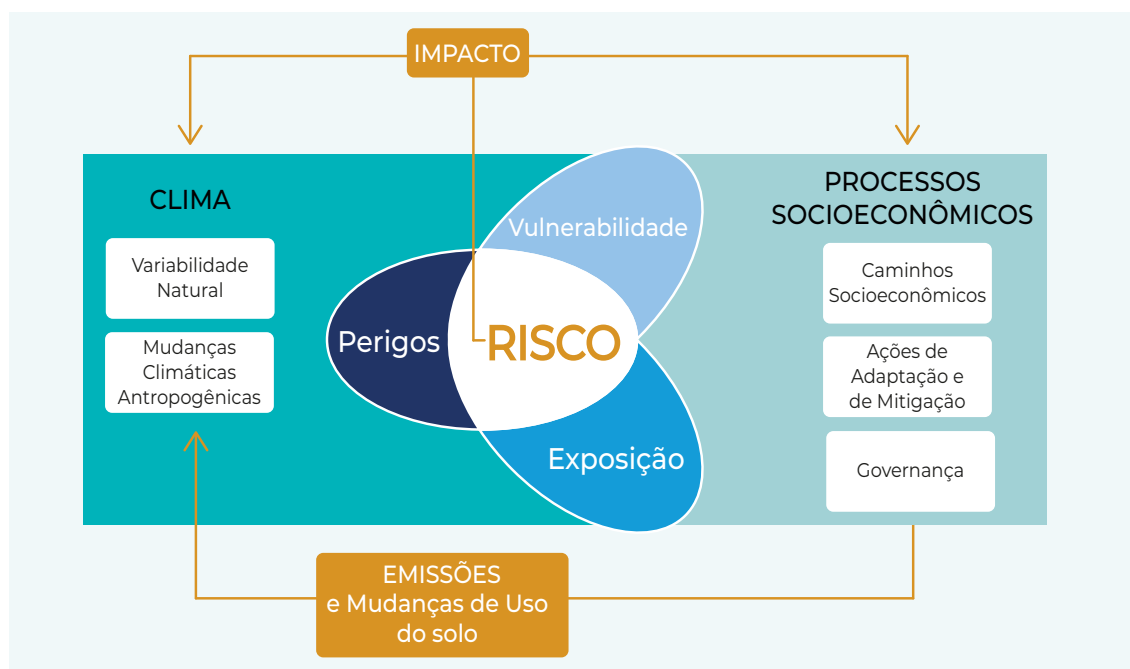 IMPACTO
CLIMA
Variabilidade
Natural
Mudanças
Climáticas
Antropogênicas
Vulnerabilidade
Perigos
RISCO
Exposição
PROCESSOS
SOCIOECONÔMICOS
Caminhos
Socioeconômicos
Ações de
Adaptação e
de Mitigação
Governança
EMISSÕES
e Mudanças de Uso
do solo